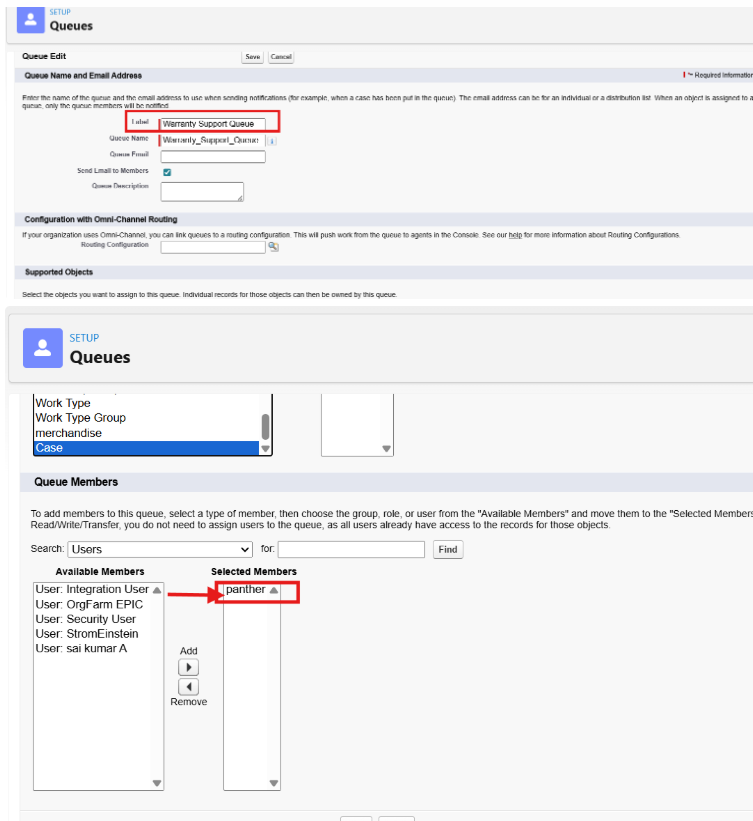 SETUP
Queues
Queue Edit
Save Cancel
Queue Name and Email Address
= Required Information
Enter the name of the queue and the email address to use when sending notifications (for example, when a case has been put in the queue). The email address can be for an individual or a distribution list. When an object is assigned to a
queue, only the queue members will be notified.
Label Warranty Support Queue
Queue Name Warranty_Support_Queue i
Queue Email
Send Email to Members
Queue Description
Configuration with Omni-Channel Routing
If your organization uses Omni-Channel, you can link queues to a routing configuration. This will push work from the queue to agents in the Console. See our help for more information about Routing Configurations.
Routing Configuration
Supported Objects
Select the objects you want to assign to this queue. Individual records for those objects can then be owned by this queue.
SETUP
Queues
Work Type
Work Type Group
merchandise
Case
Queue Members
To add members to this queue, select a type of member, then choose the group, role, or user from the "Available Members" and move them to the "Selected Members
Read/Write/Transfer, you do not need to assign users to the queue, as all users already have access to the records for those objects.
Search: Users for: Find
Available Members Selected Members
User: Integration User panther
User: OrgFarm EPIC
User: Security User
User: StromEinstein
User: sai kumar A
Add
Remove